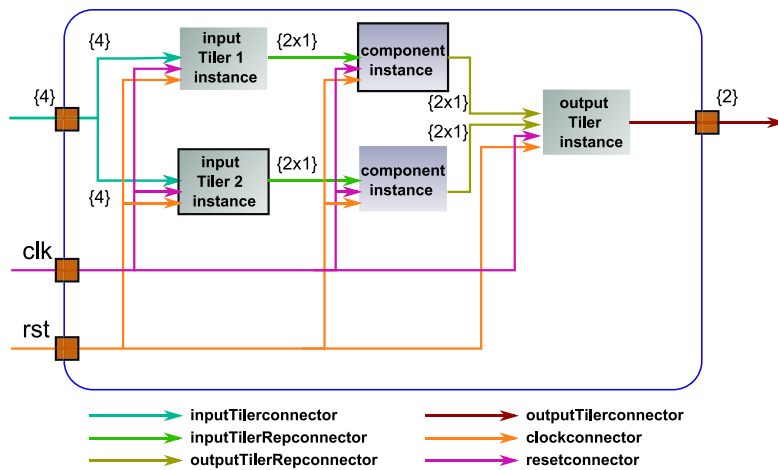 {4}
input
Tiler 1
instance
{2x1}
component
instance
{4}
{2x1}
{2x1}
output
Tiler
instance
{2}
input
Tiler 2
instance
{2x1}
component
instance
{4}
clk
rst
inputTilerconnector
inputTilerRepconnector
outputTilerRepconnector
outputTilerconnector
clockconnector
resetconnector